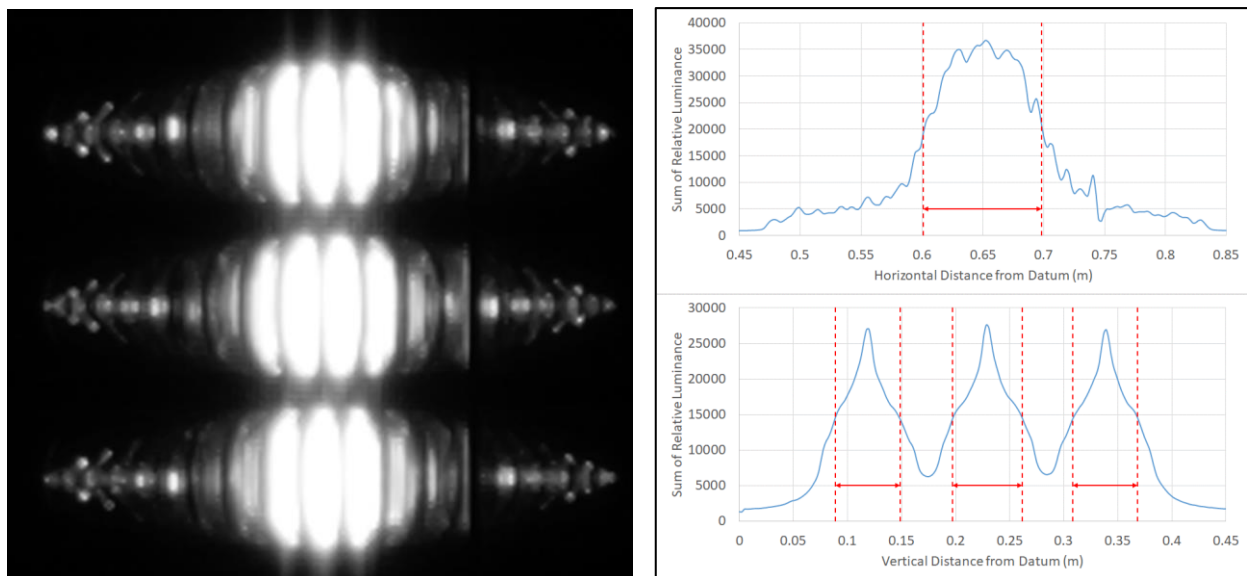 40000
35000
30000
25000
20000
15000
10000
5000
0
Sum of Relative Luminance
0.45 0.5 0.55 0.6 0.65 0.7 0.75 0.8 0.85
Horizontal Distance from Datum (m)
30000
25000
20000
15000
10000
5000
0
Sum of Relative Luminance
0 0.05 0.1 0.15 0.2 0.25 0.3 0.35 0.4 0.45
Vertical Distance from Datum (m)